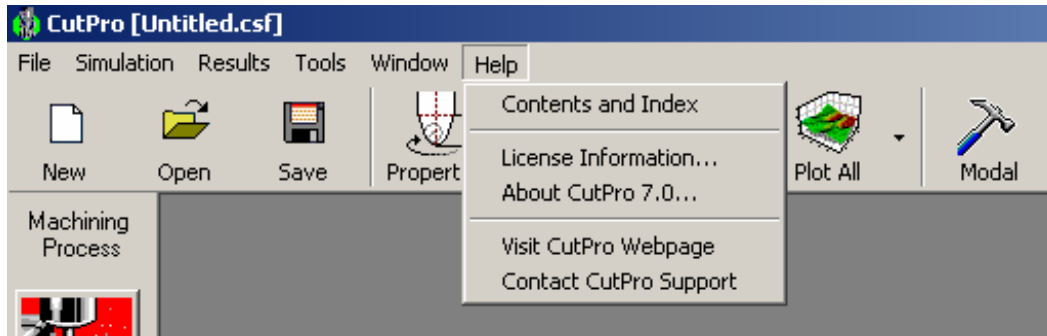 CutPro [Untitled.csf]
File Simulation Results Tools Window Help
New Open Save Propert Plot All Modal
Contents and Index
License Information...
About CutPro 7.0...
Visit CutPro Webpage
Contact CutPro Support
Machining
Process